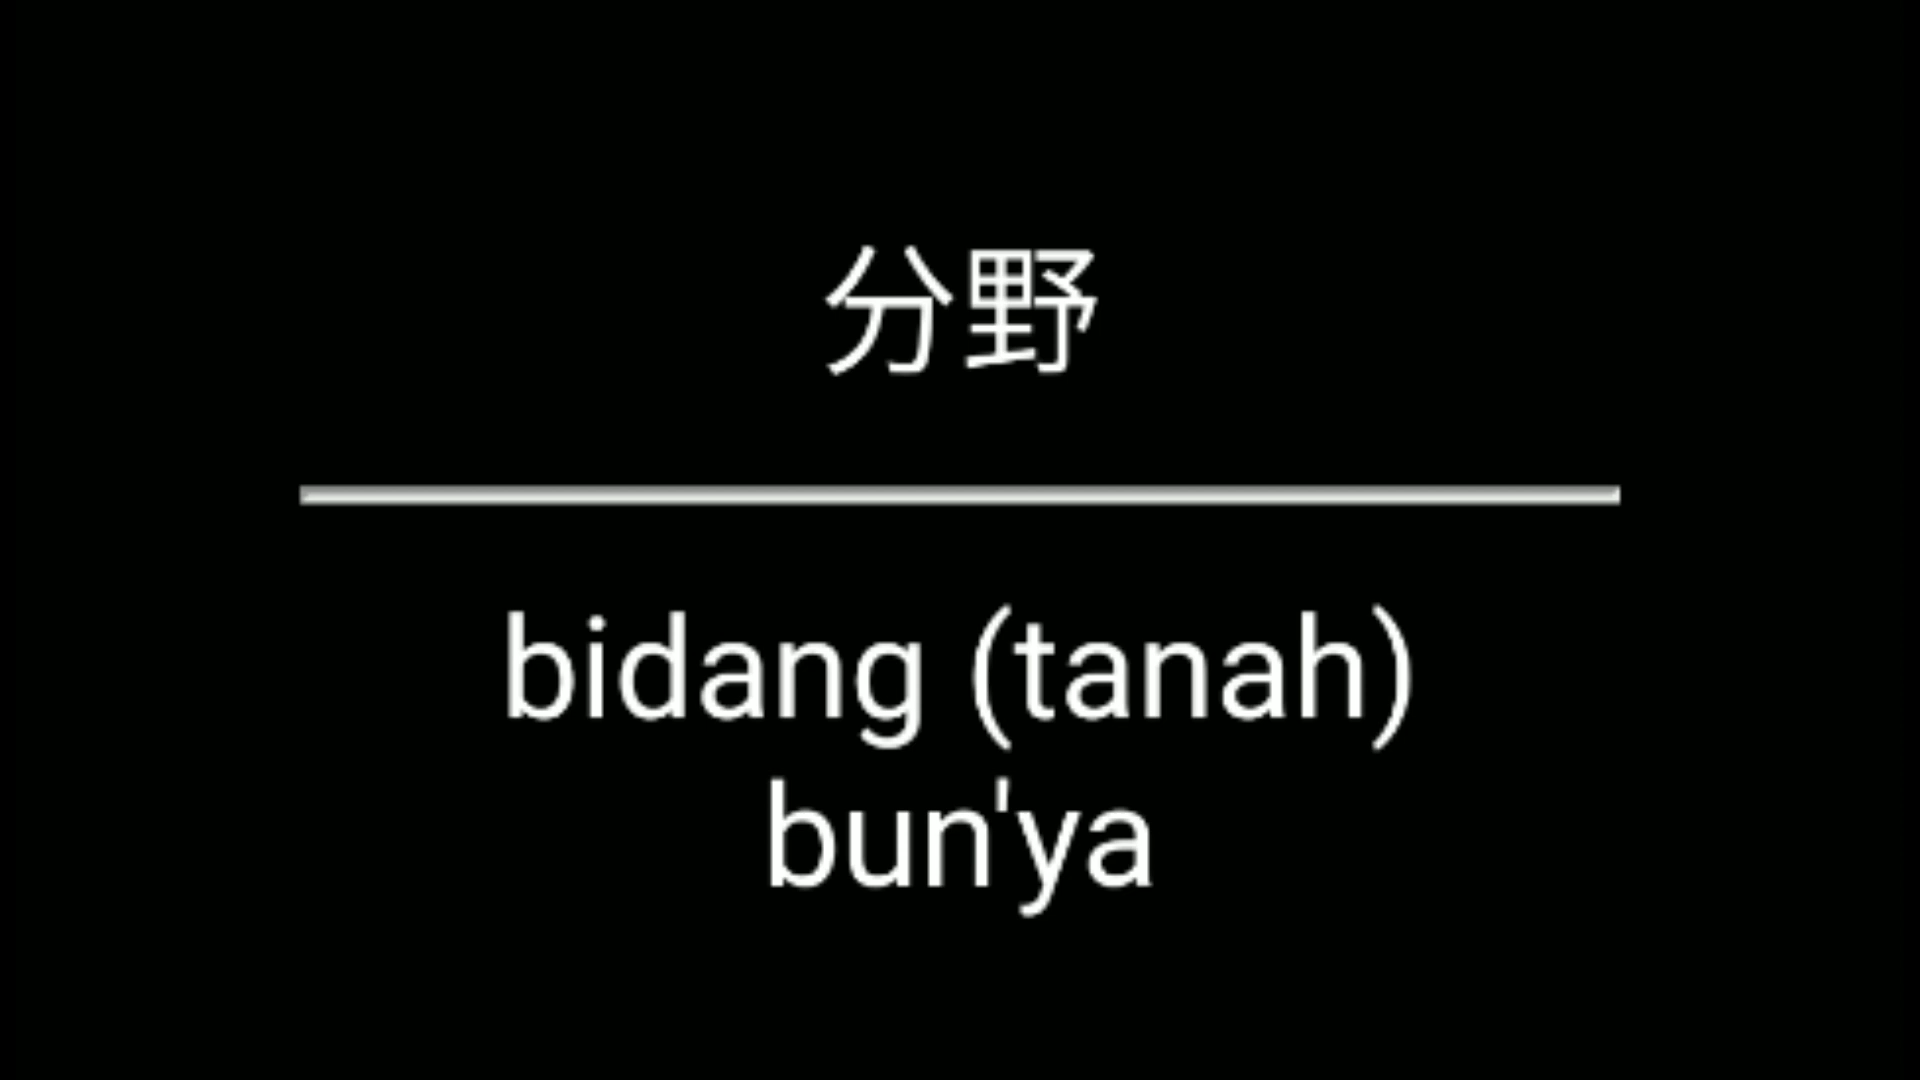 分野
bidang (tanah)
bun'ya